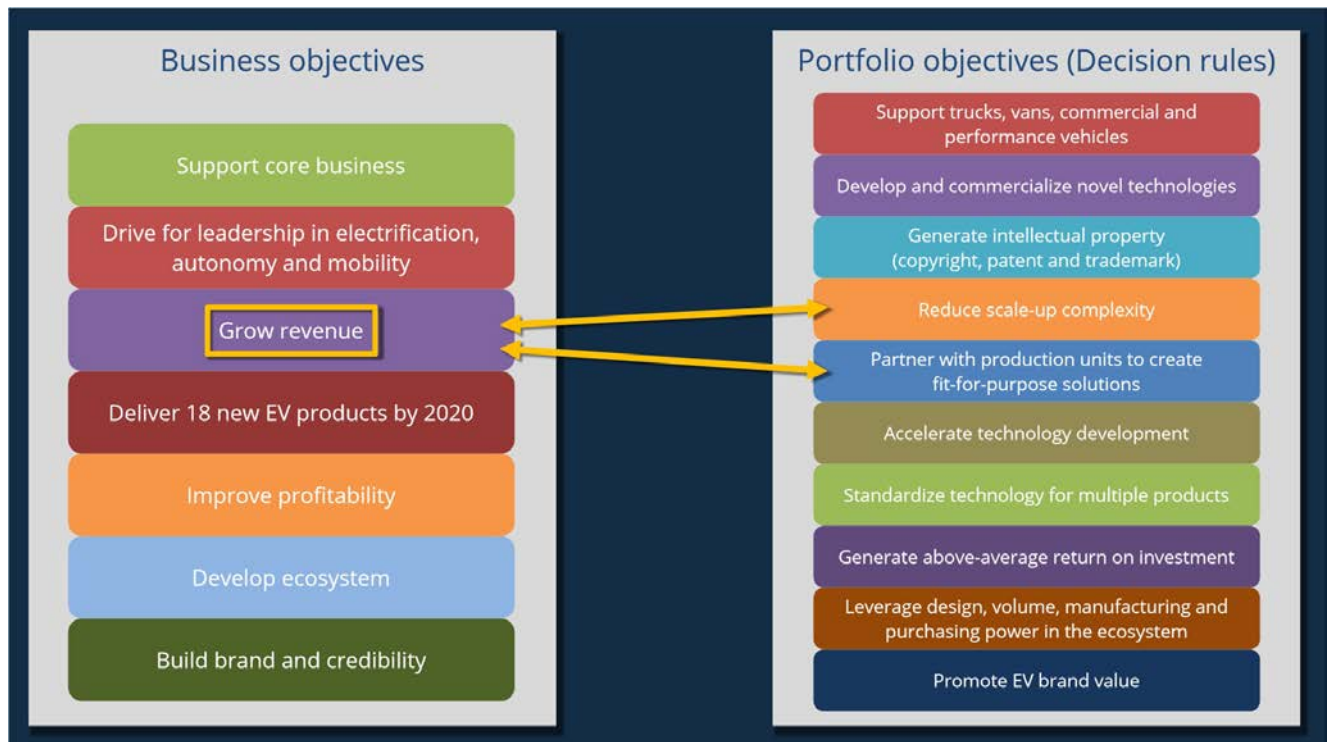 Business objectives
Support core business
Drive for leadership in electrification,
autonomy and mobility
Grow revenue
Deliver 18 new EV products by 2020
Improve profitability
Develop ecosystem
Build brand and credibility
Portfolio objectives (Decision rules)
Support trucks, vans, commercial and
performance vehicles
Develop and commercialize novel technologies
Generate intellectual property
(copyright, patent and trademark)
Reduce scale-up complexity
Partner with production units to create
fit-for-purpose solutions
Accelerate technology development
Standardize technology for multiple products
Generate above-average return on investment
Leverage design, volume, manufacturing and
purchasing power in the ecosystem
Promote EV brand value